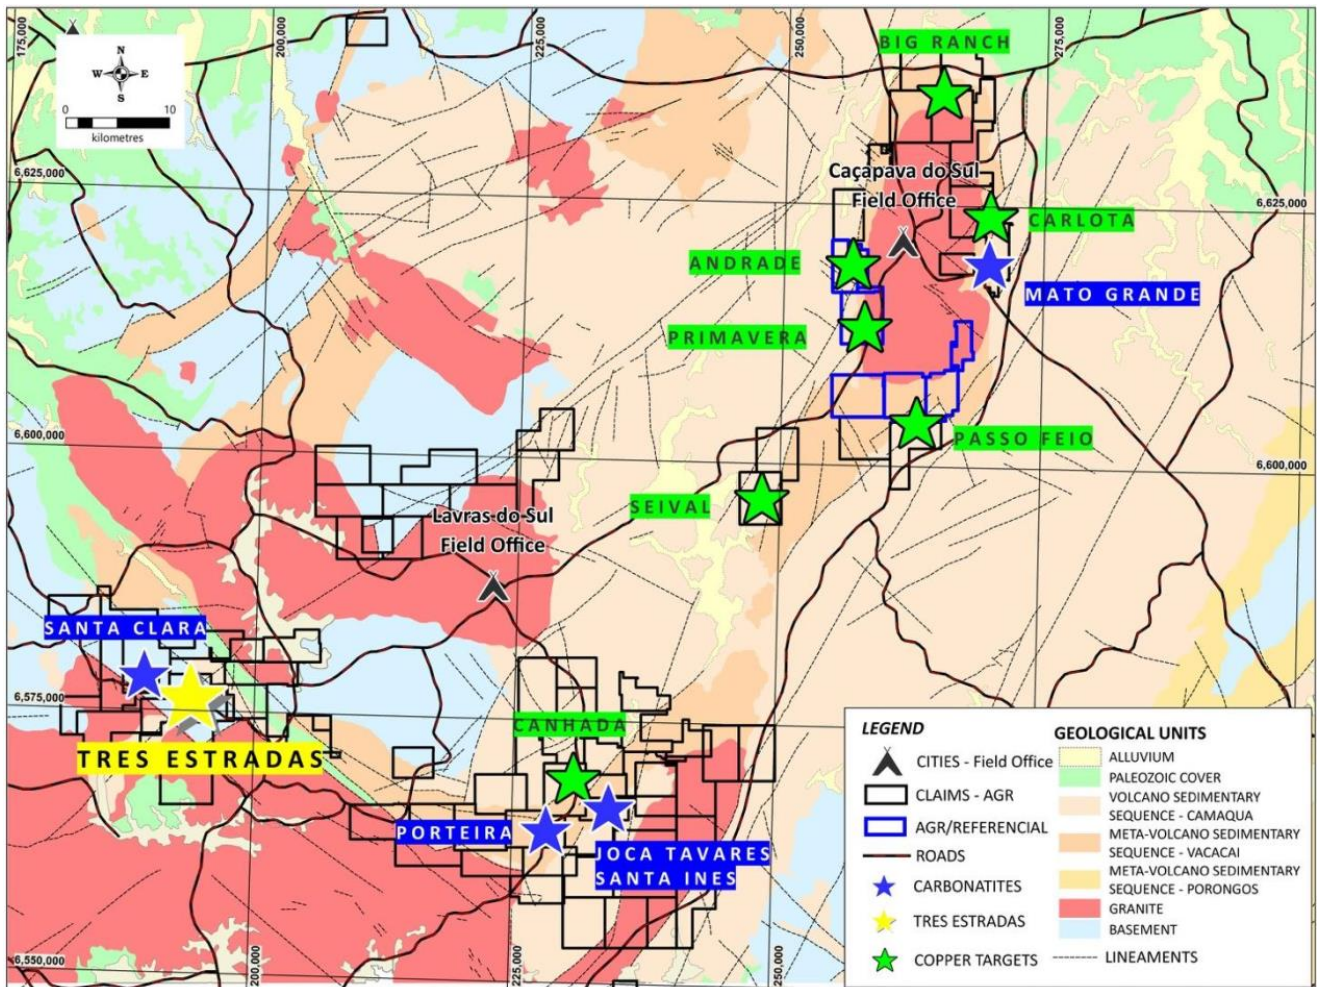 175,000
200,000
225,000
250,000
275,000
N
W E
S
0 10
kilometres
BIG RANCH
6,625,000
Caçapava do Sul
Field Office
6,625,000
CARLOTA
ANDRADE
MATO GRANDE
PRIMAVERA
6,600,000
PASSO FEIO
6,600,000
SEIVAL
Lavras do Sul
Field Office
SANTA CLARA
6,575,000
CANHADA
TRES ESTRADAS
PORTEIRA
JOCA TAVARES
SANTA INES
6,550,000
200,000
225,000
250,000
LEGEND
CITIES - Field Office
CLAIMS - AGR
AGR/REFERENCIAL
ROADS
CARBONATITES
TRES ESTRADAS
COPPER TARGETS
GEOLOGICAL UNITS
ALLUVIUM
PALEOZOIC COVER
VOLCANO SEDIMENTARY
SEQUENCE - CAMAQUA
META-VOLCANO SEDIMENTARY
SEQUENCE - VACACAI
META-VOLCANO SEDIMENTARY
SEQUENCE - PORONGOS
GRANITE
BASEMENT
LINEAMENTS